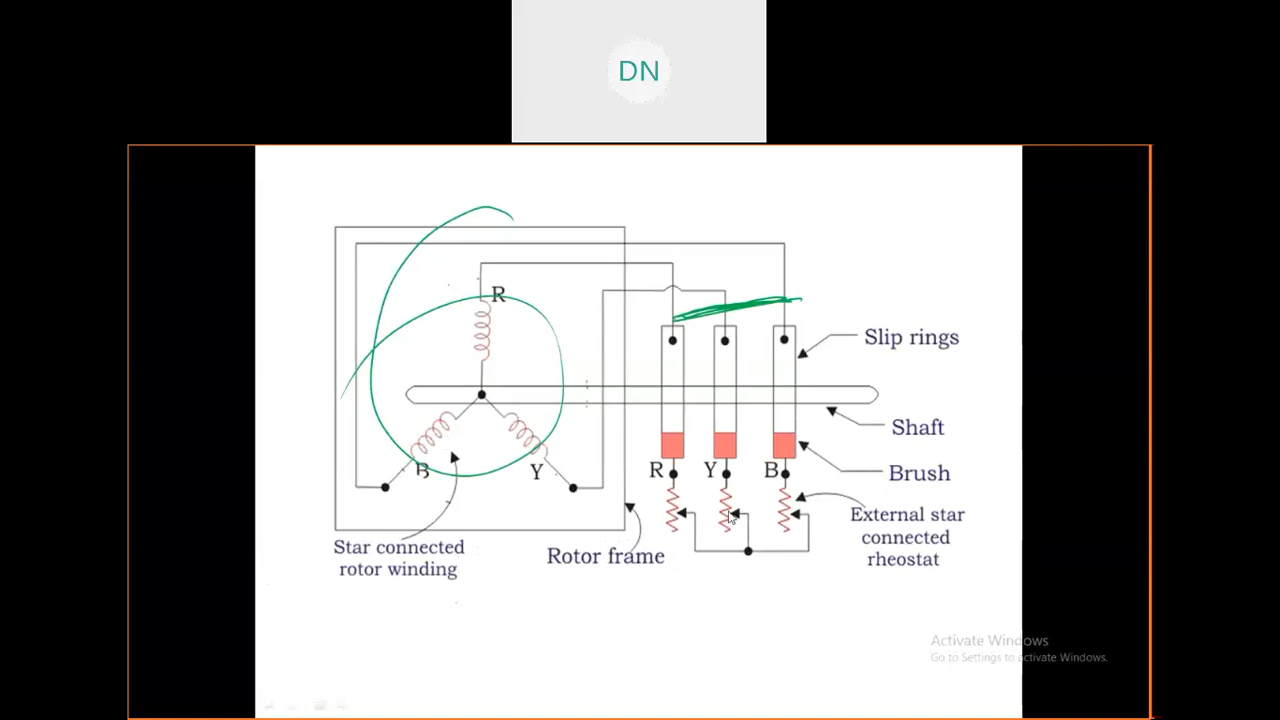 DN
R
Slip rings
Shaft
B
Y
R
Y
B
Brush
External star
connected
rheostat
Star connected
rotor winding
Rotor frame
Activate Windows
Go to Settings to activate Windows.